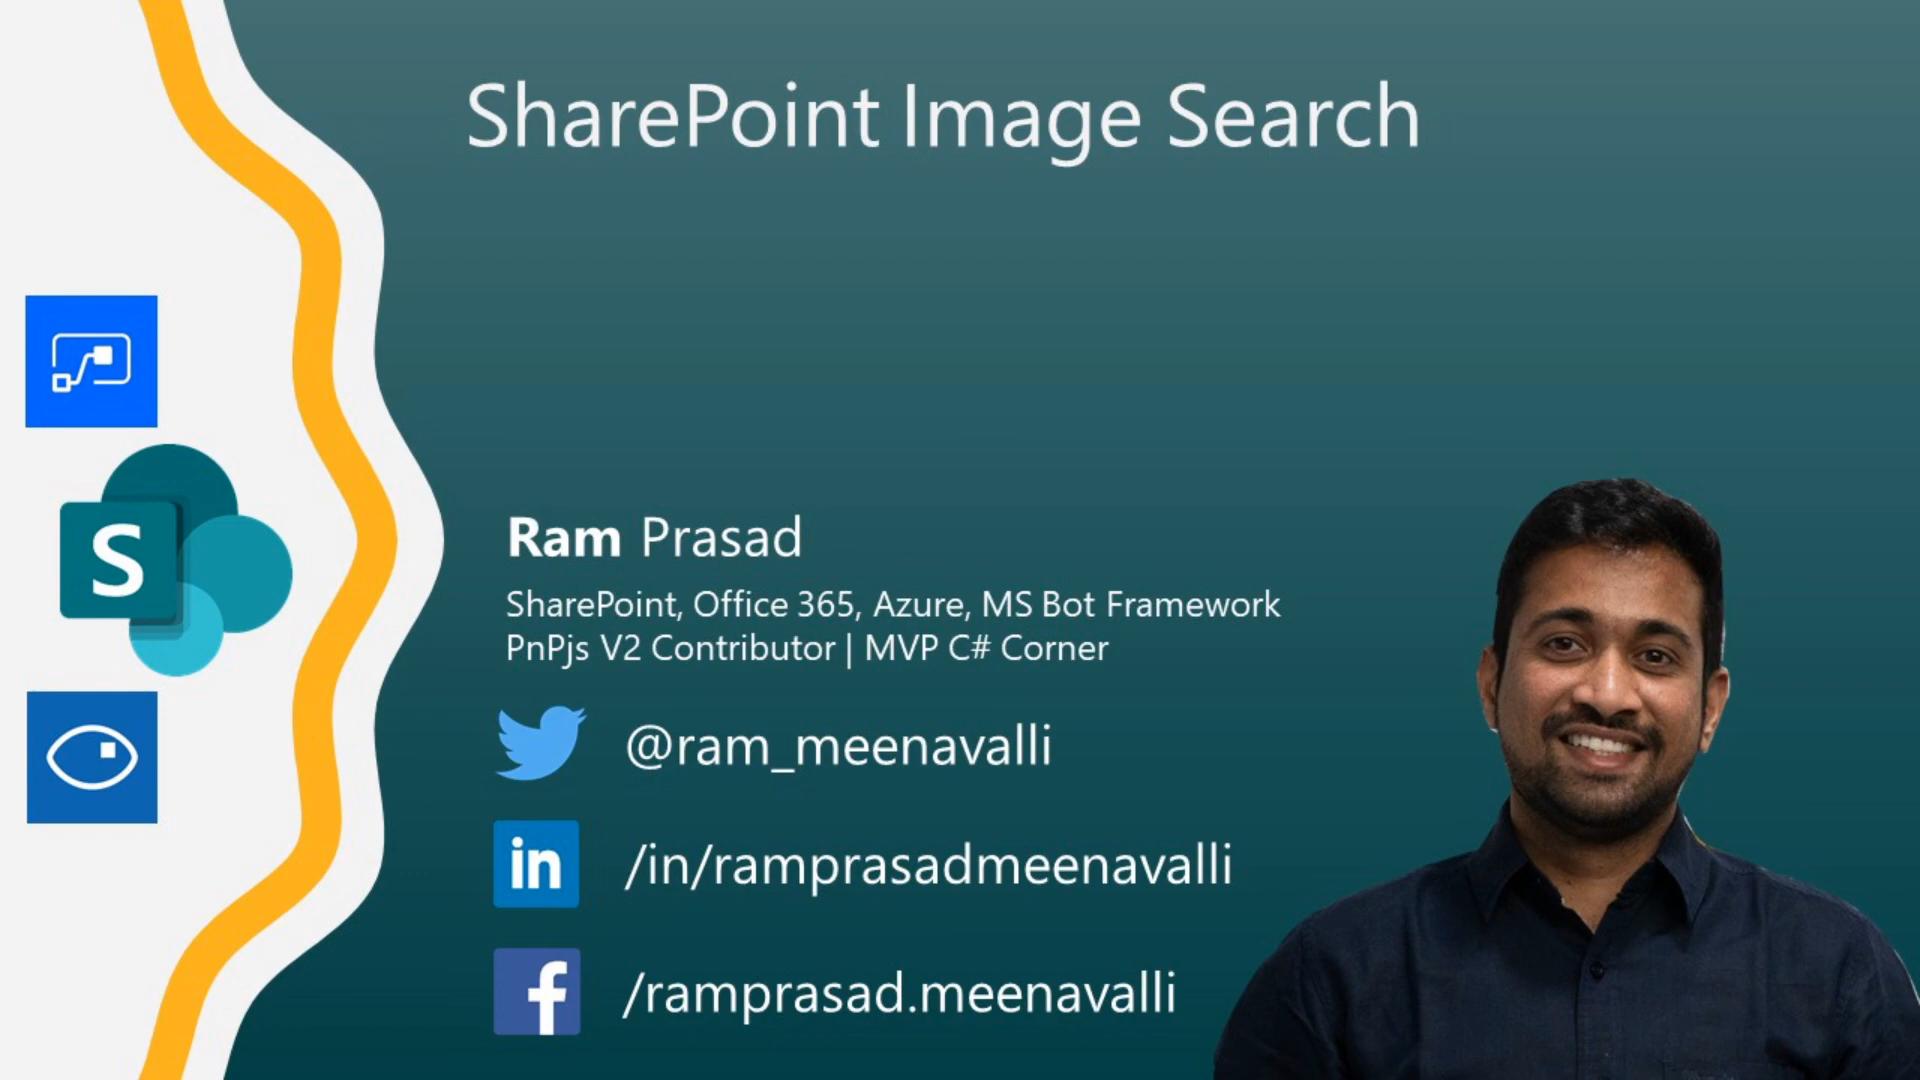 SharePoint Image Search
S
Ram Prasad
SharePoint, Office 365, Azure, MS Bot Framework
PnPjs V2 Contributor | MVP C# Corner
@ram_meenavalli
in /in/ramprasadmeenavalli
f /ramprasad.meenavalli